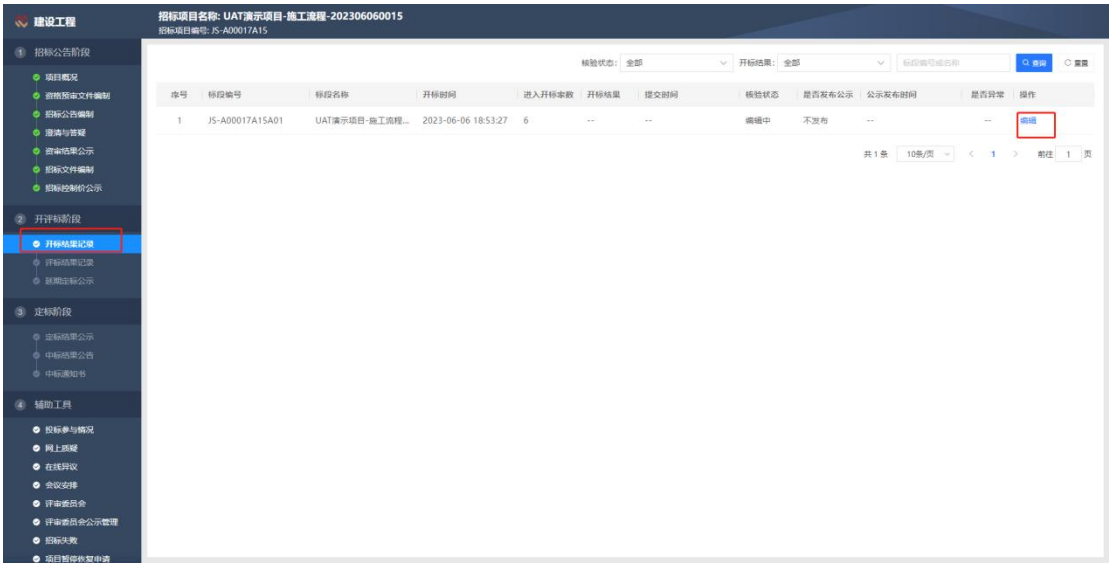 建设工程
招标项目名称: UAT演示项目-施工流程-202306060015
招标项目编号: JS-A00017A15
1 招标公告阶段
项目概况
资格预审文件编制
招标公告编制
澄清与答疑
资审结果公示
招标文件编制
招标控制价公示
2 开评标阶段
开标结果记录
评标结果记录
延期定标公示
3 定标阶段
定标结果公示
中标结果公告
中标通知书
4 辅助工具
投标参与情况
网上质疑
在线异议
会议安排
评审委员会
评审委员会公示管理
招标失败
项目暂停恢复申请
核验状态: 全部 开标结果: 全部 标段编号或名称 查询 重置
序号 标段编号 标段名称 开标时间 进入开标家数 开标结果 提交时间 核验状态 是否发布公示 公示发布时间 是否异常 操作
1 JS-A00017A15A01 UAT演示项目-施工流程... 2023-06-06 18:53:27 6 -- -- 编辑中 不发布 -- -- 编辑
共 1 条 10条/页 < 1 > 前往 1 页